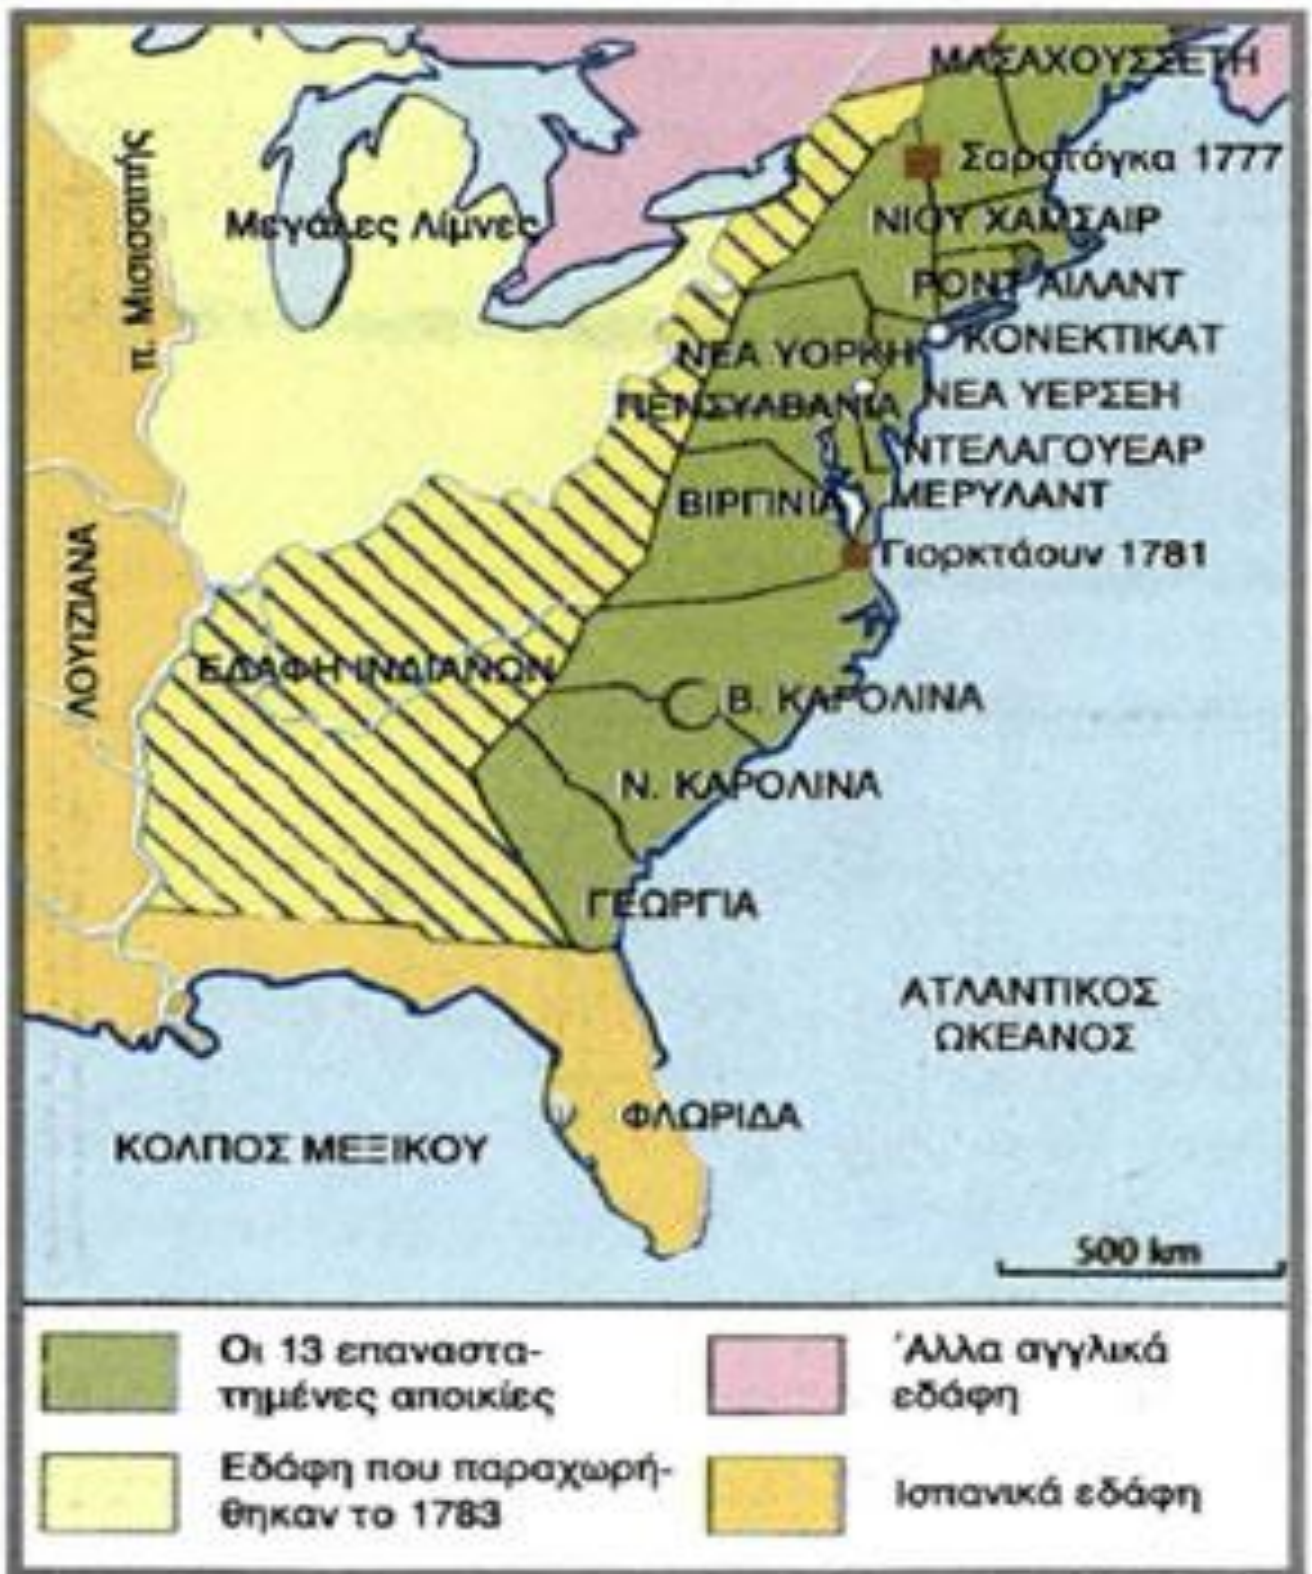 ΜΑΣΑΧΟΥΣΣΕΤΗ
Σαρατόγκα 1777
π. Μισισσιπής
Μεγάλες Λίμνες
ΝΙΟΥ ΧΑΜΣΑΙΡ
ΡΟΝΤ ΑΙΛΑΝΤ
ΝΕΑ ΥΟΡΚΗ
ΚΟΝΕΚΤΙΚΑΤ
ΠΕΝΣΥΛΒΑΝΙΑ
ΝΕΑ ΥΕΡΣΕΗ
ΝΤΕΛΑΓΟΥΕΑΡ
ΒΙΡΓΙΝΙΑ
ΜΕΡΥΛΑΝΤ
Γιορκτάουν 1781
ΛΟΥΙΖΙΑΝΑ
ΕΔΑΦΗ ΙΝΔΙΑΝΩΝ
Β. ΚΑΡΟΛΙΝΑ
Ν. ΚΑΡΟΛΙΝΑ
ΓΕΩΡΓΙΑ
ΑΤΛΑΝΤΙΚΟΣ
ΩΚΕΑΝΟΣ
ΦΛΩΡΙΔΑ
ΚΟΛΠΟΣ ΜΕΞΙΚΟΥ
500 km
Οι 13 επαναστα-
τημένες αποικίες
Άλλα αγγλικά
εδάφη
Εδάφη που παραχωρή-
θηκαν το 1783
Ισπανικά εδάφη